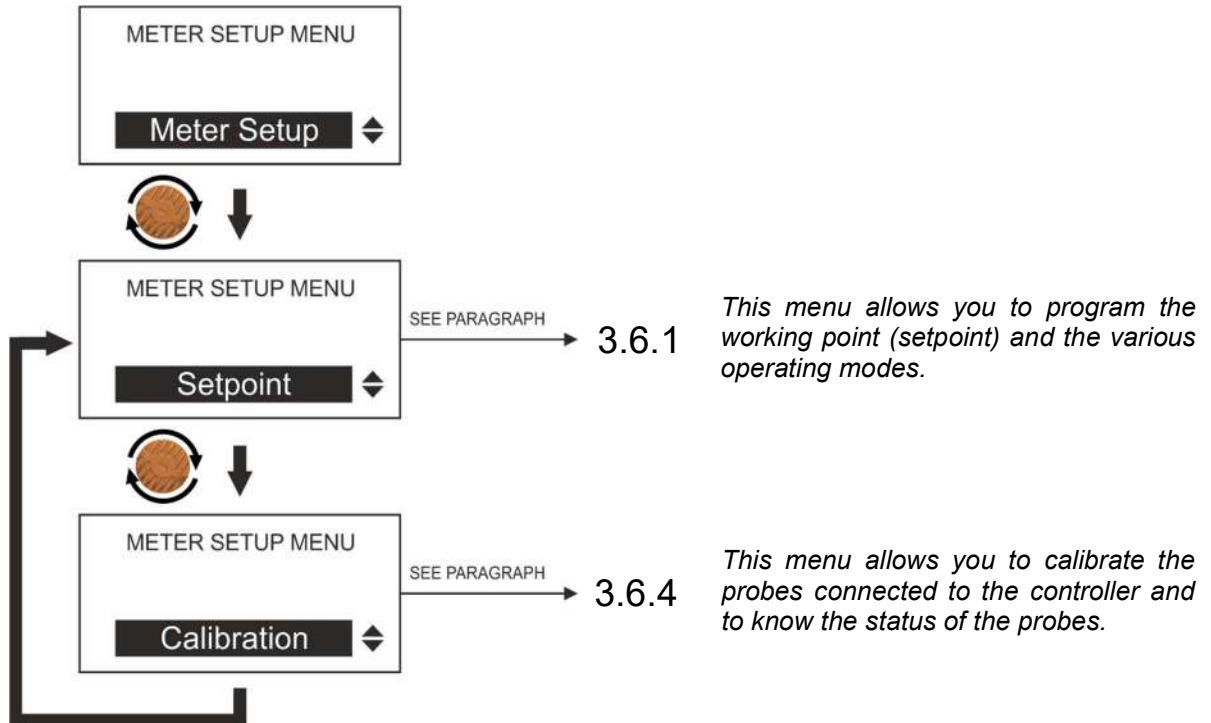 METER SETUP MENU
Meter Setup
METER SETUP MENU
Setpoint
SEE PARAGRAPH
3.6.1
This menu allows you to program the
working point (setpoint) and the various
operating modes.
METER SETUP MENU
Calibration
SEE PARAGRAPH
3.6.4
This menu allows you to calibrate the
probes connected to the controller and
to know the status of the probes.